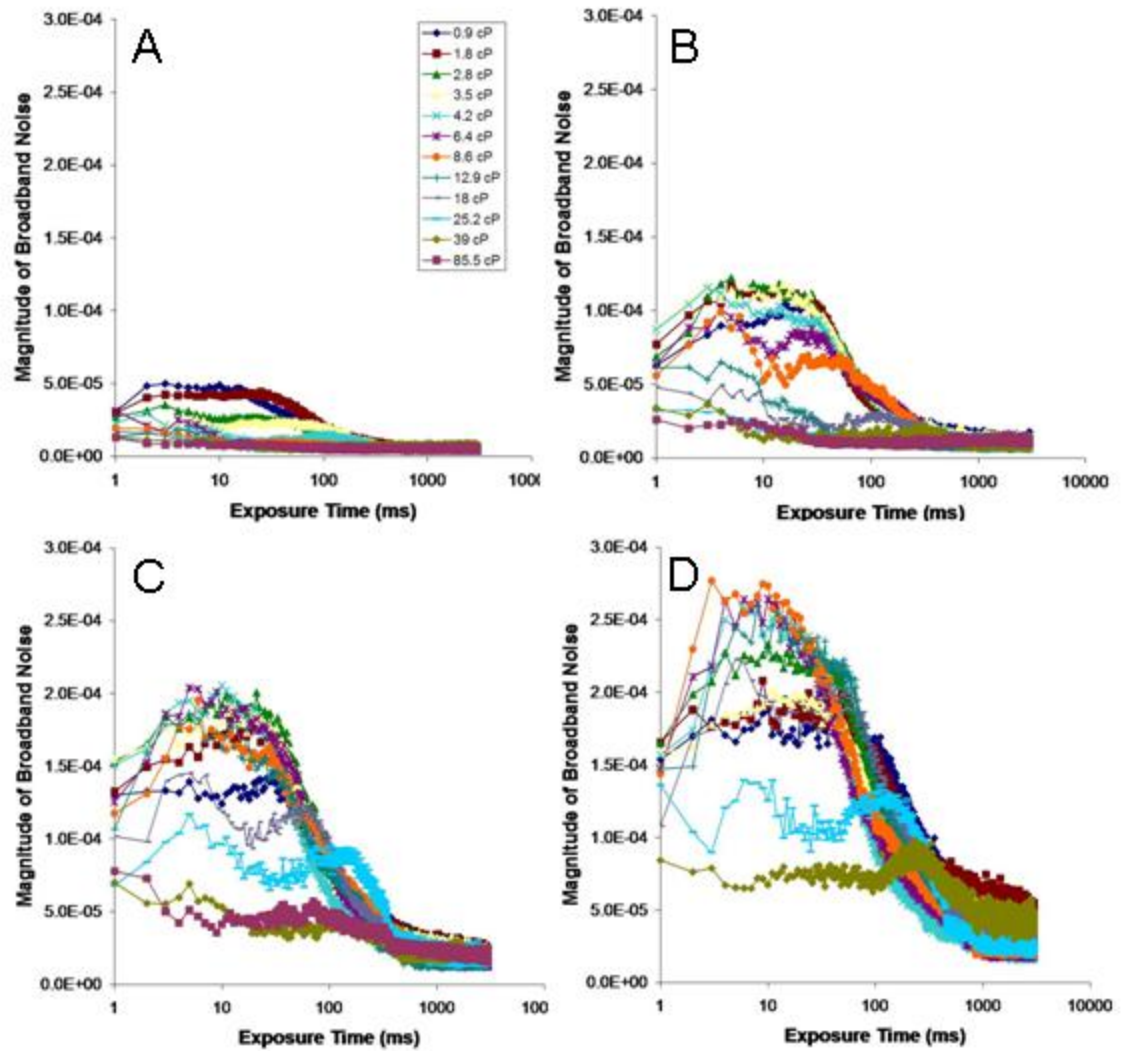 A
3.0E-04
2.5E-04
2.0E-04
1.5E-04
1.0E-04
5.0E-05
0.0E+00
Magnitude of Broadband Noise
0.9 cP
1.8 cP
2.8 cP
3.5 cP
4.2 cP
6.4 cP
8.6 cP
12.9 cP
18 cP
25.2 cP
39 cP
85.5 cP
1 10 100 1000 1000
Exposure Time (ms)
B
3.0E-04
2.5E-04
2.0E-04
1.5E-04
1.0E-04
5.0E-05
0.0E+00
Magnitude of Broadband Noise
1 10 100 1000 10000
Exposure Time (ms)
C
3.0E-04
2.5E-04
2.0E-04
1.5E-04
1.0E-04
5.0E-05
0.0E+00
Magnitude of Broadband Noise
1 10 100 1000 100
Exposure Time (ms)
D
3.0E-04
2.5E-04
2.0E-04
1.5E-04
1.0E-04
5.0E-05
0.0E+00
Magnitude of Broadband Noise
1 10 100 1000 10000
Exposure Time (ms)